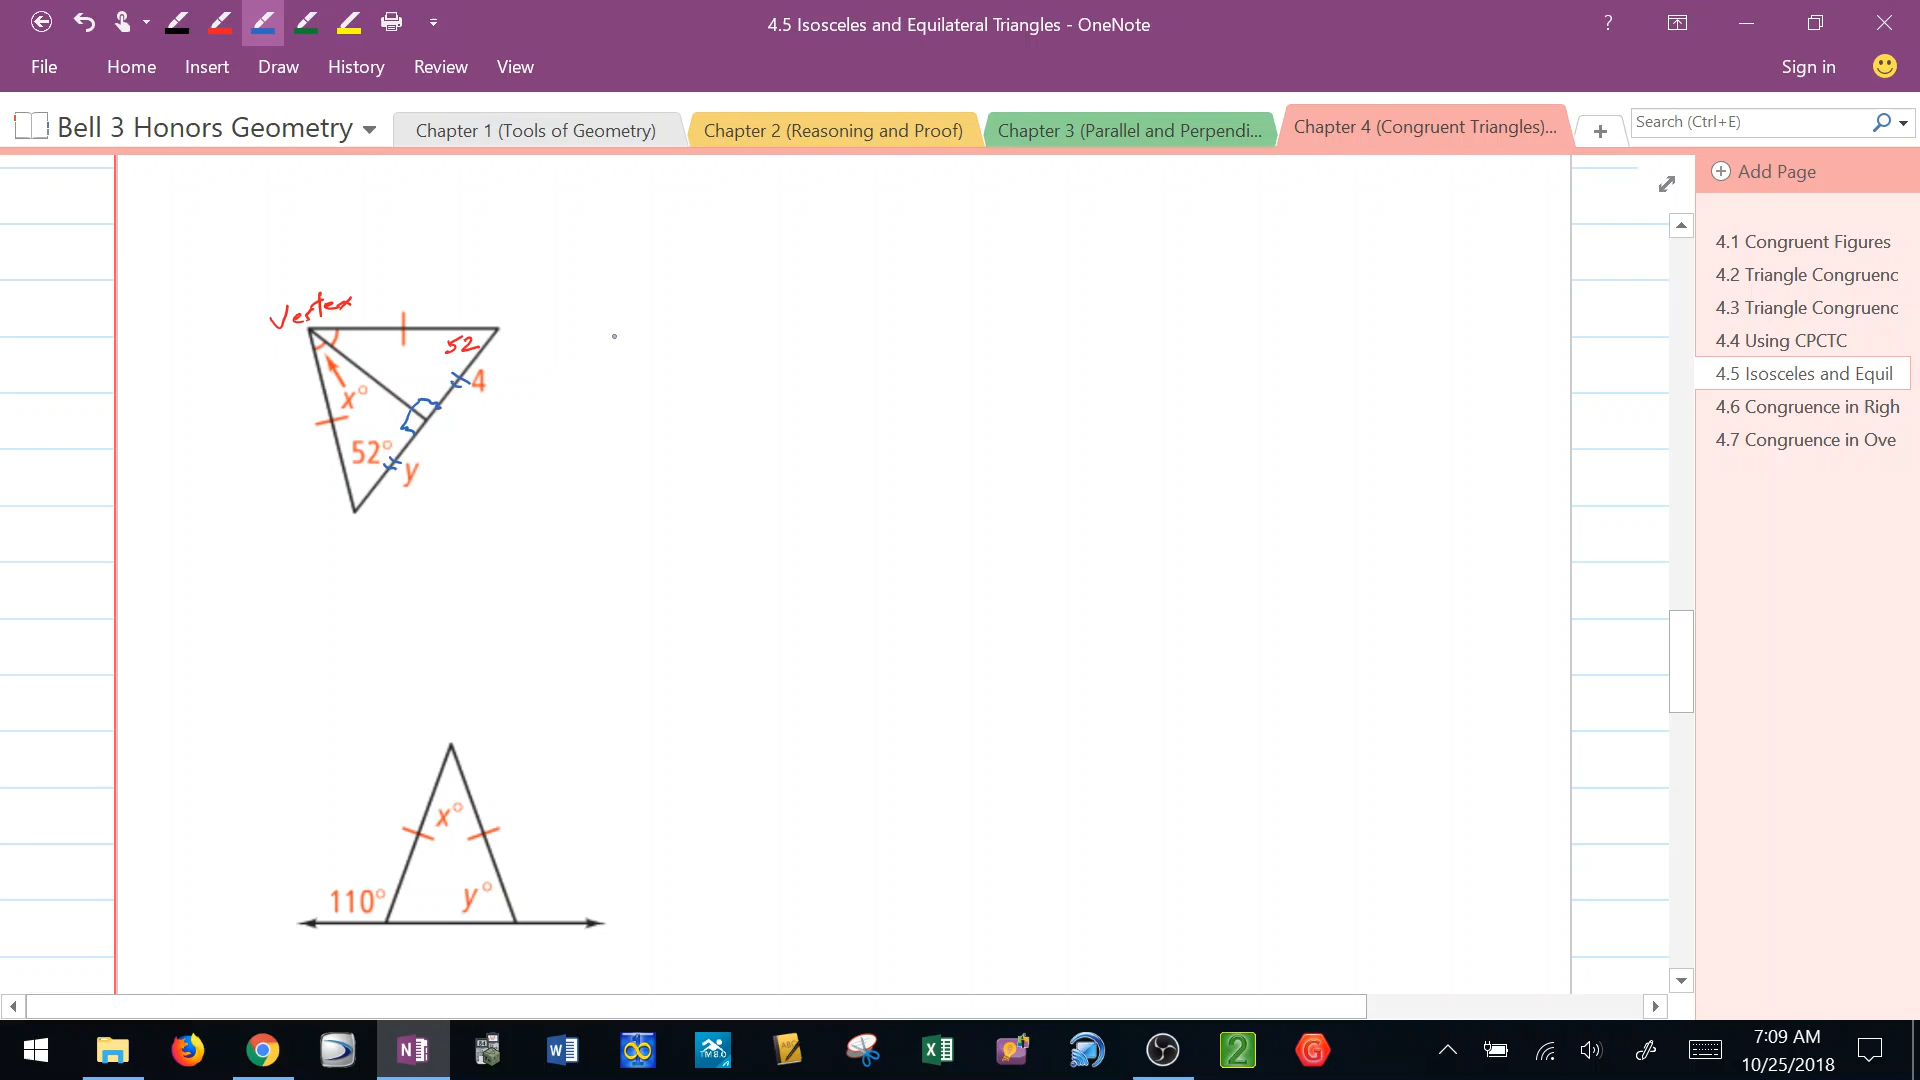 4.5 Isosceles and Equilateral Triangles - OneNote
?
File Home Insert Draw History Review View Sign in
Bell 3 Honors Geometry
Chapter 1 (Tools of Geometry)
Chapter 2 (Reasoning and Proof)
Chapter 3 (Parallel and Perpendi...
Chapter 4 (Congruent Triangles)...
Search (Ctrl+E)
Add Page
4.1 Congruent Figures
4.2 Triangle Congruenc
4.3 Triangle Congruenc
4.4 Using CPCTC
4.5 Isosceles and Equil
4.6 Congruence in Righ
4.7 Congruence in Ove
Vertex
52
4
x°
52°
y
x°
110°
y°
7:09 AM
10/25/2018